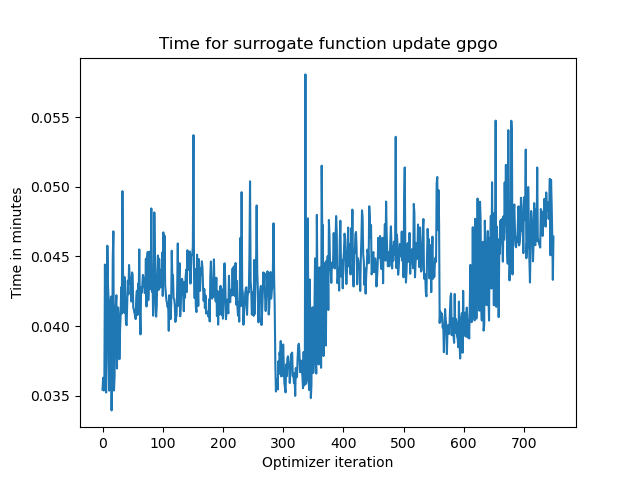 Time for surrogate function update gpgo
Time in minutes
0.055
0.050
0.045
0.040
0.035
0 100 200 300 400 500 600 700
Optimizer iteration